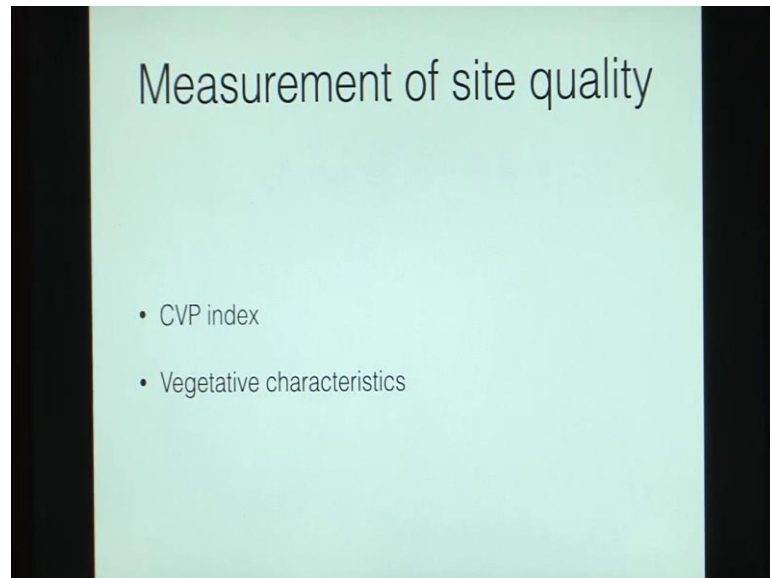 Measurement of site quality
• CVP index
• Vegetative characteristics